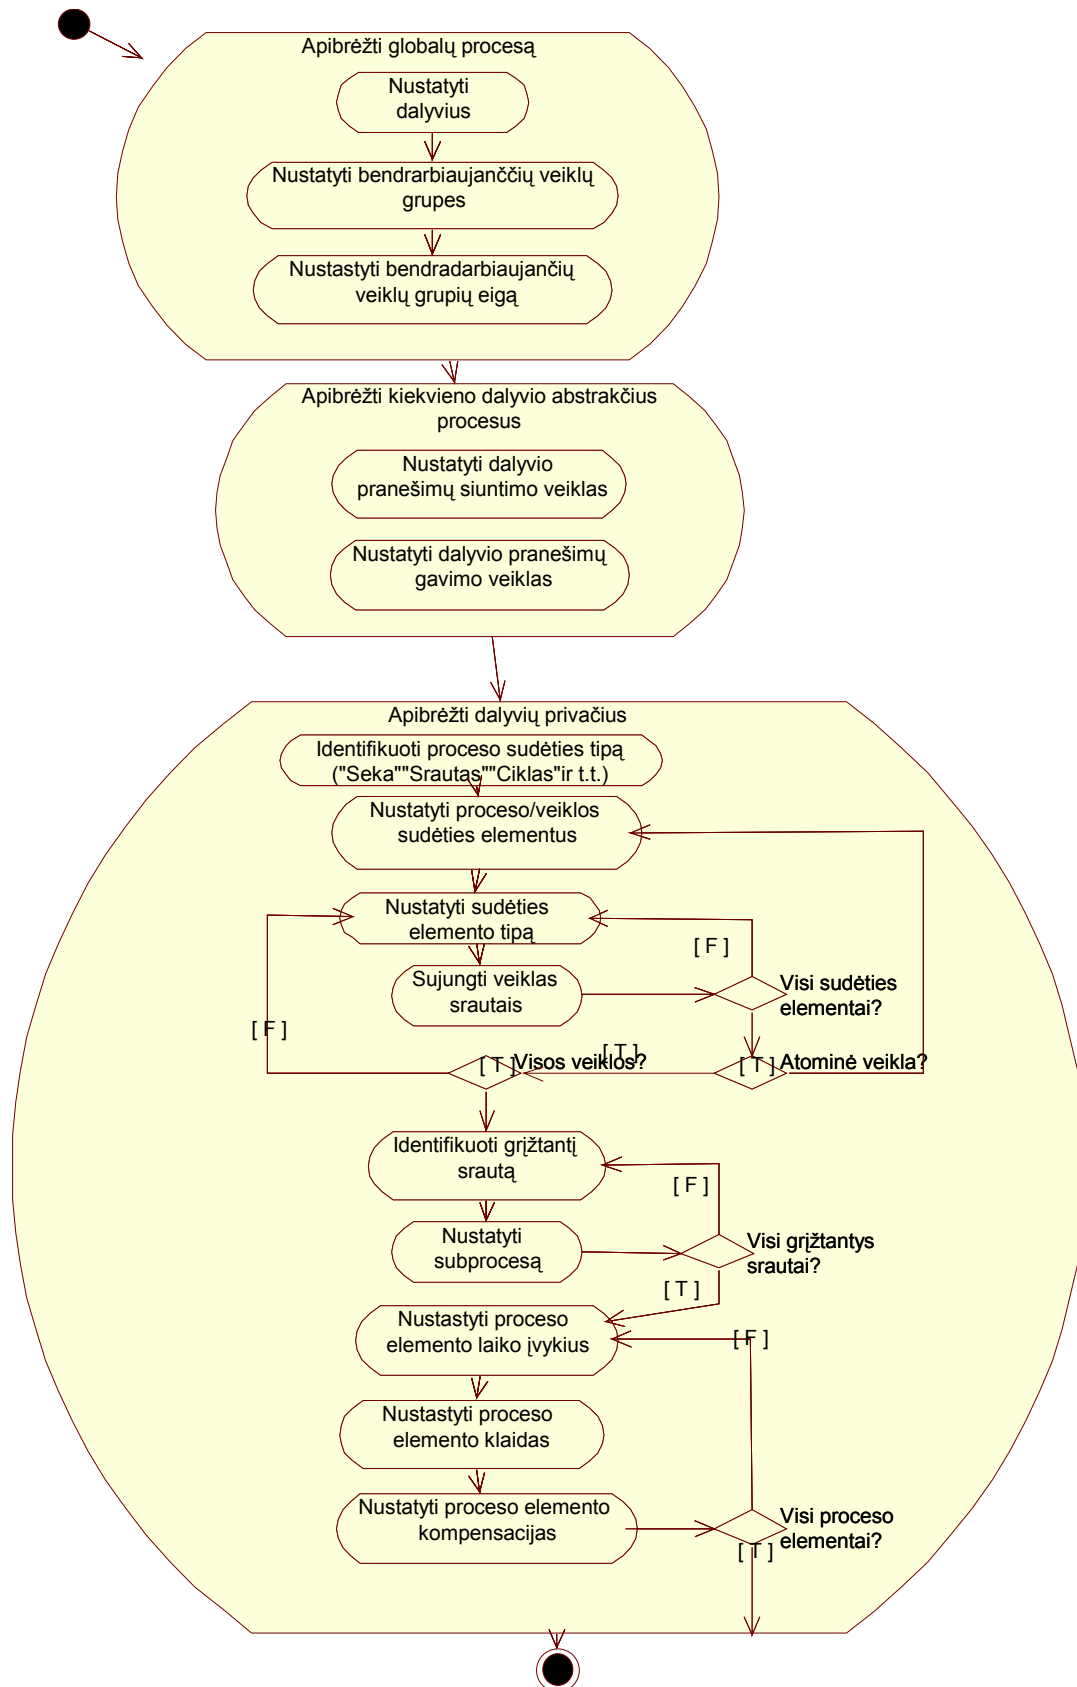 Apibrėžti globalų procesą
Nustatyti
dalyvius
Nustatyti bendrarbiaujanččių veiklų
grupes
Nustastyti bendradarbiaujančių
veiklų grupių eigą
Apibrėžti kiekvieno dalyvio abstrakčius
procesus
Nustatyti dalyvio
pranešimų siuntimo veiklas
Nustatyti dalyvio pranešimų
gavimo veiklas
Apibrėžti dalyvių privačius
Identifikuoti proceso sudėties tipą
("Seka""Srautas""Ciklas"ir t.t.)
Nustatyti proceso/veiklos
sudėties elementus
Nustatyti sudėties
elemento tipą
[ F ]
Sujungti veiklas
srautais
Visi sudėties
elementai?
[ F ]
[ T ]
[ T ]
Visos veiklos?
[ T ]
Atominė veikla?
Identifikuoti grįžtantį
srautą
[ F ]
Nustatyti
subprocesą
Visi grįžtantys
srautai?
[ T ]
Nustastyti proceso
elemento laiko įvykius
[ F ]
Nustastyti proceso
elemento klaidas
Nustatyti proceso elemento
kompensacijas
Visi proceso
elementai?
[ T ]